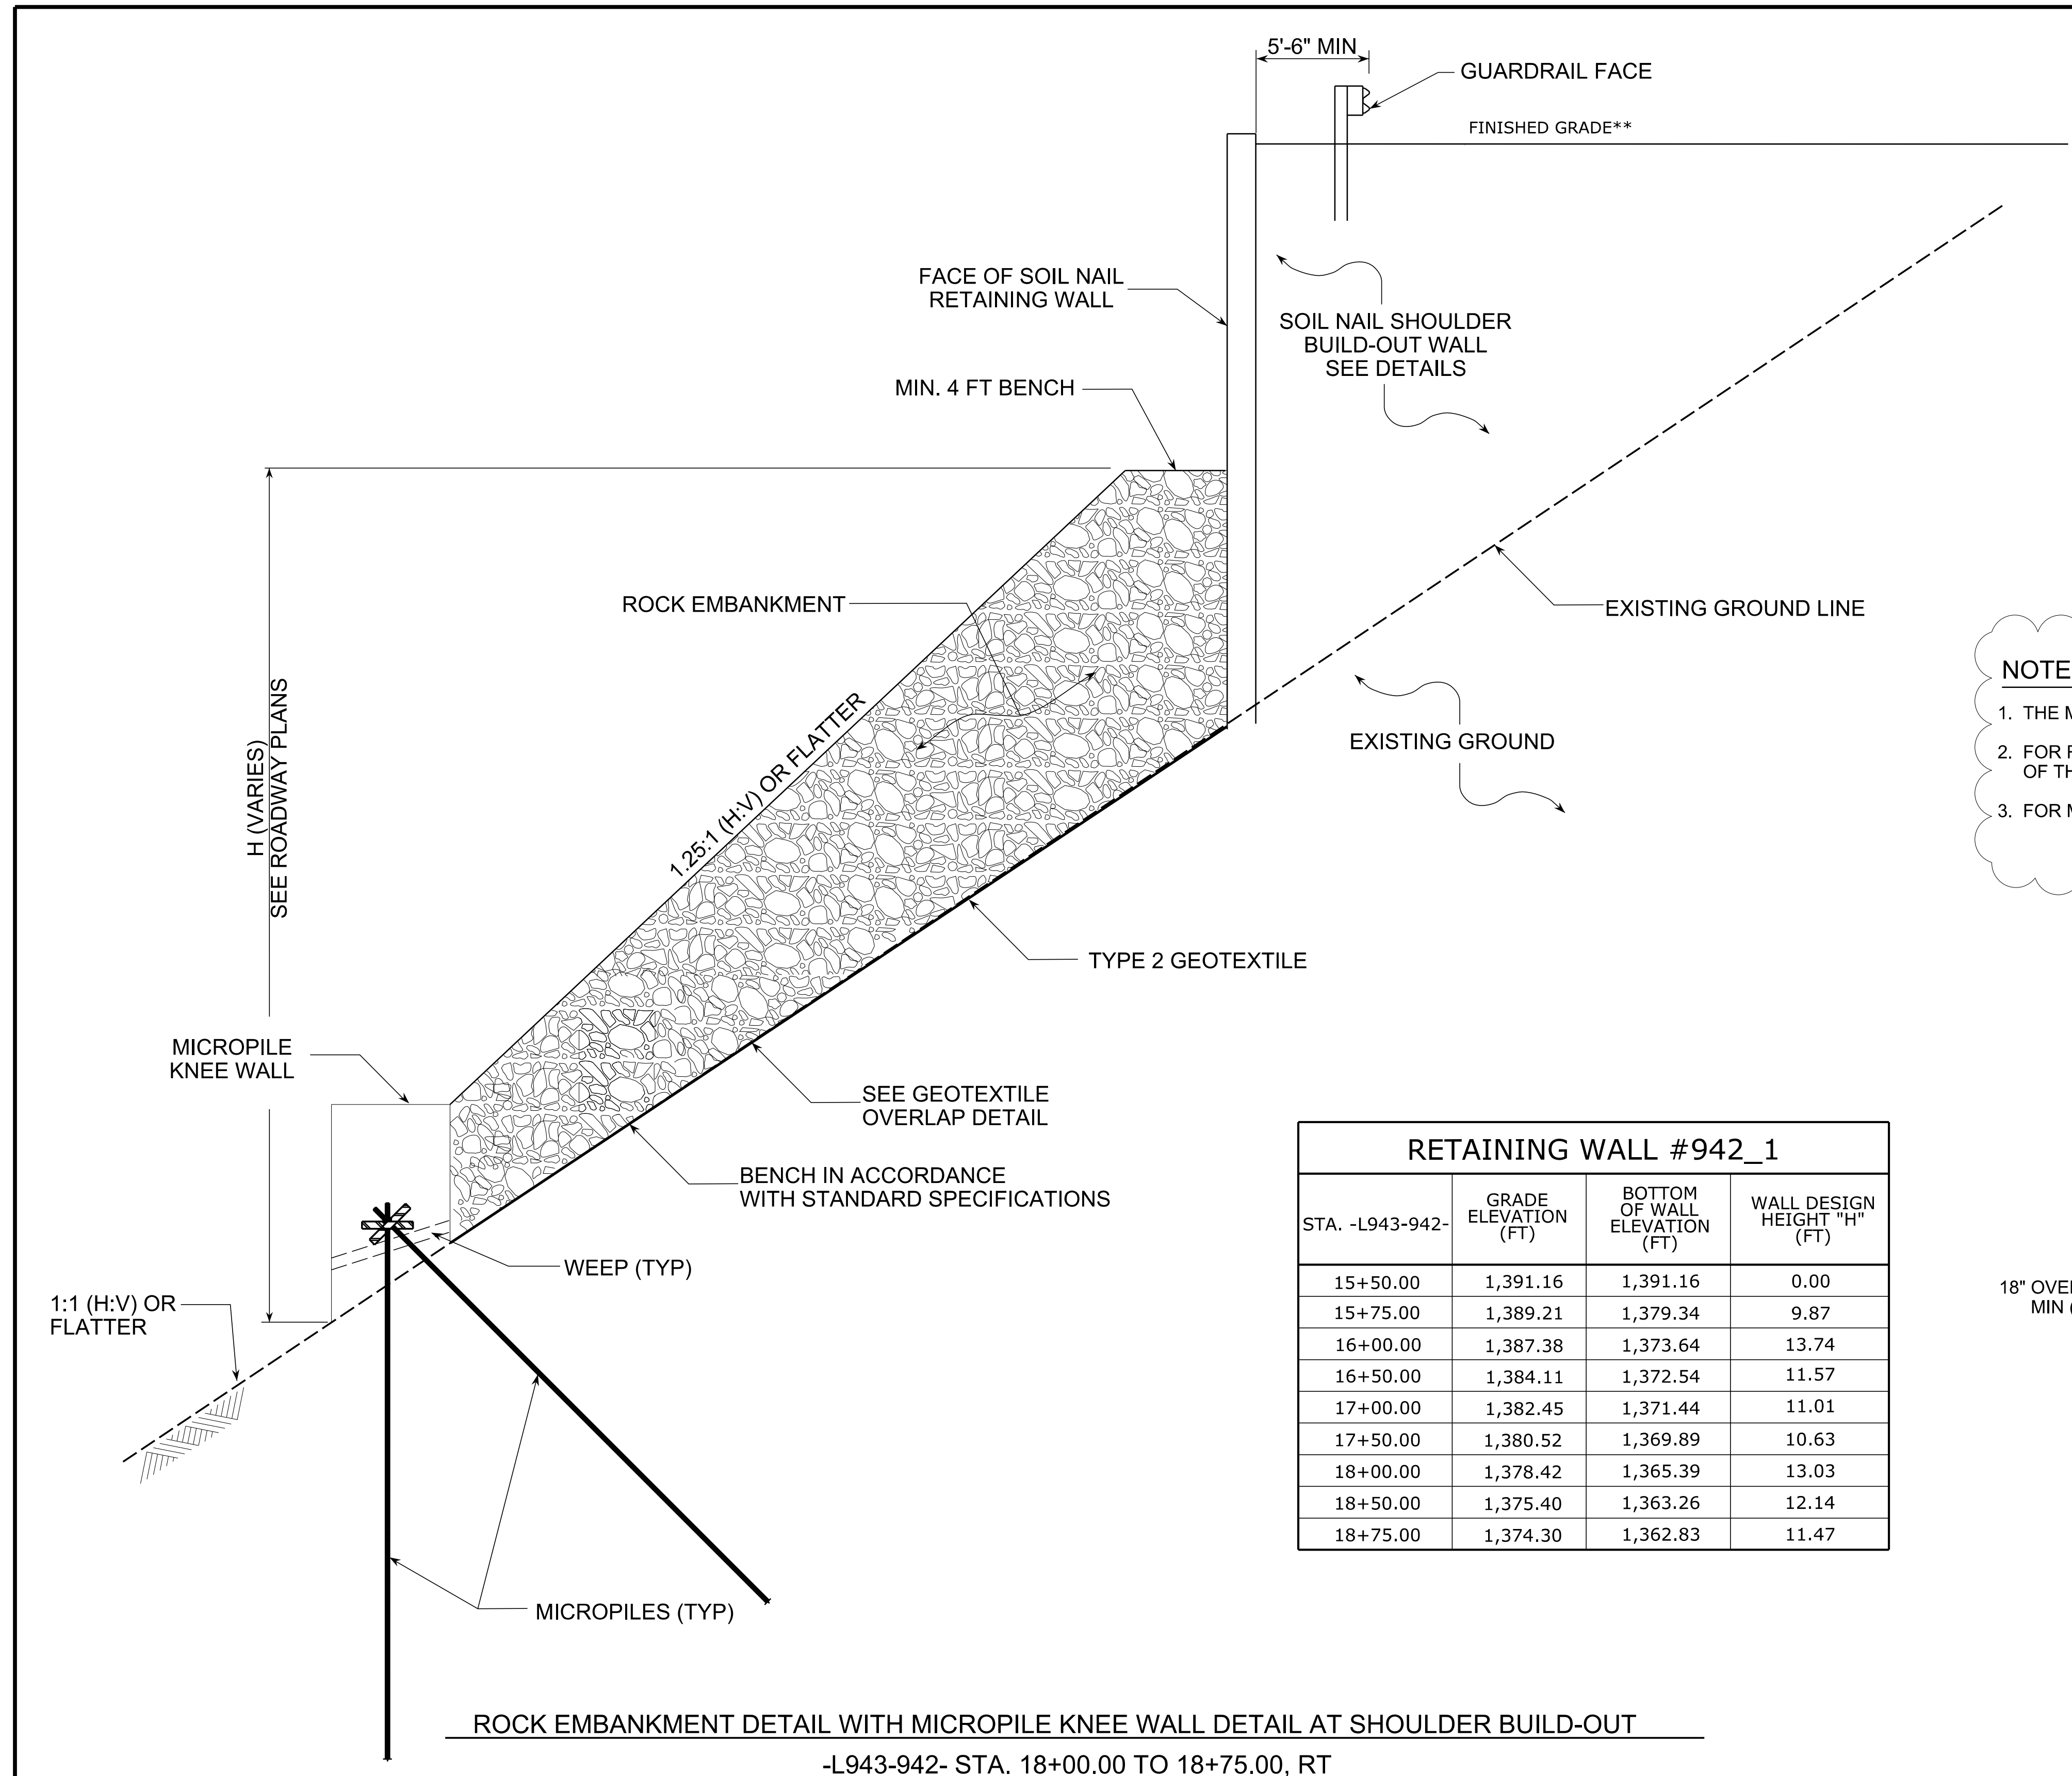 5'-6" MIN
GUARDRAIL FACE
FINISHED GRADE**
FACE OF SOIL NAIL
RETAINING WALL
SOIL NAIL SHOULDER
BUILD-OUT WALL
SEE DETAILS
MIN. 4 FT BENCH
ROCK EMBANKMENT
EXISTING GROUND LINE
H (VARIES)
SEE ROADWAY PLANS
1.25:1 (H:V) OR FLATTER
EXISTING GROUND
NOTE
1. THE
2. FOR
OF
3. FOR
TYPE 2 GEOTEXTILE
MICROPILE
KNEE WALL
SEE GEOTEXTILE
OVERLAP DETAIL
BENCH IN ACCORDANCE
WITH STANDARD SPECIFICATIONS
WEEP (TYP)
1:1 (H:V) OR
FLATTER
MICROPILES (TYP)
RETAINING WALL #942_1
STA. -L943-942- GRADE ELEVATION (FT) BOTTOM OF WALL ELEVATION (FT) WALL DESIGN HEIGHT "H" (FT)
15+50.00 1,391.16 1,391.16 0.00
15+75.00 1,389.21 1,379.34 9.87
16+00.00 1,387.38 1,373.64 13.74
16+50.00 1,384.11 1,372.54 11.57
17+00.00 1,382.45 1,371.44 11.01
17+50.00 1,380.52 1,369.89 10.63
18+00.00 1,378.42 1,365.39 13.03
18+50.00 1,375.40 1,363.26 12.14
18+75.00 1,374.30 1,362.83 11.47
18"
MIN
ROCK EMBANKMENT DETAIL WITH MICROPILE KNEE WALL DETAIL AT SHOULDER BUILD-OUT
-L943-942- STA. 18+00.00 TO 18+75.00, RT